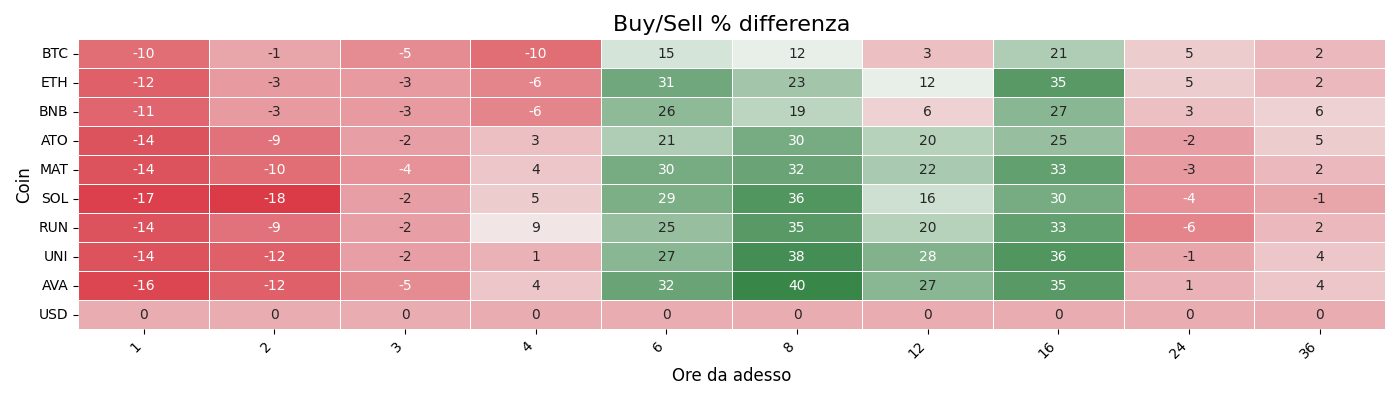 Buy/Sell % differenza
Coin
BTC -10 -1 -5 -10 15 12 3 21 5 2
ETH -12 -3 -3 -6 31 23 12 35 5 2
BNB -11 -3 -3 -6 26 19 6 27 3 6
ATO -14 -9 -2 3 21 30 20 25 -2 5
MAT -14 -10 -4 4 30 32 22 33 -3 2
SOL -17 -18 -2 5 29 36 16 30 -4 -1
RUN -14 -9 -2 9 25 35 20 33 -6 2
UNI -14 -12 -2 1 27 38 28 36 -1 4
AVA -16 -12 -5 4 32 40 27 35 1 4
USD 0 0 0 0 0 0 0 0 0 0
1 2 3 4 6 8 12 16 24 36
Ore da adesso